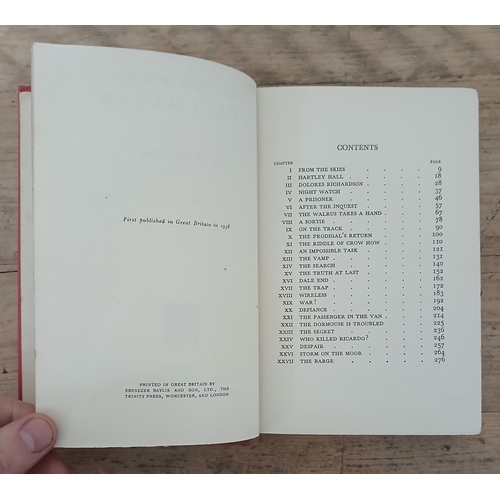 First published in Great Britain in 1938
PRINTED IN GREAT BRITAIN BY
EBENEZER BAYLIS AND SON, LTD., THE
TRINITY PRESS, WORCESTER, AND LONDON
CONTENTS
CHAPTER PAGE
I FROM THE SKIES . . . . . 9
II HARTLEY HALL . . . . . 18
III DOLORES RICHARDSON . . . . . 28
IV NIGHT WATCH . . . . . 37
V A PRISONER . . . . . 51
VI AFTER THE INQUEST . . . . . 57
VII THE WALRUS TAKES A HAND . . . . 67
VIII A SORTIE . . . . . . 78
IX ON THE TRACK . . . . . 90
X THE PRODIGAL'S RETURN . . . . 100
XI THE RIDDLE OF CROW HOW . . . . 110
XII AN IMPOSSIBLE TASK . . . . . 121
XIII THE VAMP . . . . . . 131
XIV THE SEARCH . . . . . . 140
XV THE TRUTH AT LAST . . . . . 152
XVI DALE END . . . . . . 162
XVII THE TRAP . . . . . . 172
XVIII WIRELESS . . . . . . 183
XIX WAR! . . . . . . 192
XX DEFIANCE . . . . . . 204
XXI THE PASSENGER IN THE VAN . . . . 214
XXII THE DORMOUSE IS TROUBLED . . . . 225
XXIII THE SECRET . . . . . . 236
XXIV WHO KILLED RICARDO? . . . . 246
XXV DESPAIR . . . . . . 257
XXVI STORM ON THE MOOR . . . . . 264
XXVII THE BARGE . . . . . . 276